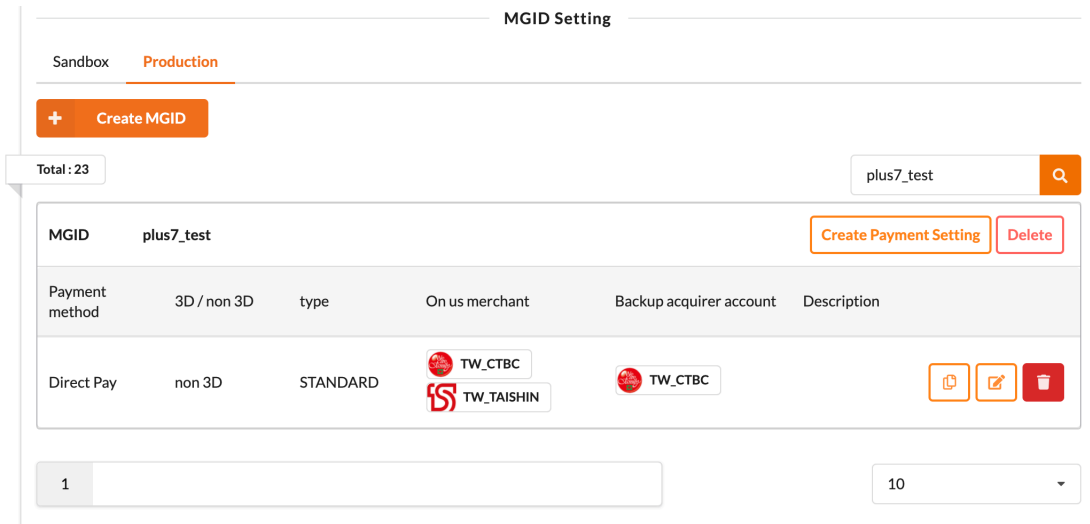 MGID Setting
Sandbox Production
Create MGID
Total : 23
plus7_test
MGID plus7_test Create Payment Setting Delete
Payment method 3D / non 3D type On us merchant Backup acquirer account Description
Direct Pay non 3D STANDARD TW_CTBC TW_CTBC
TW_TAISHIN
1 10